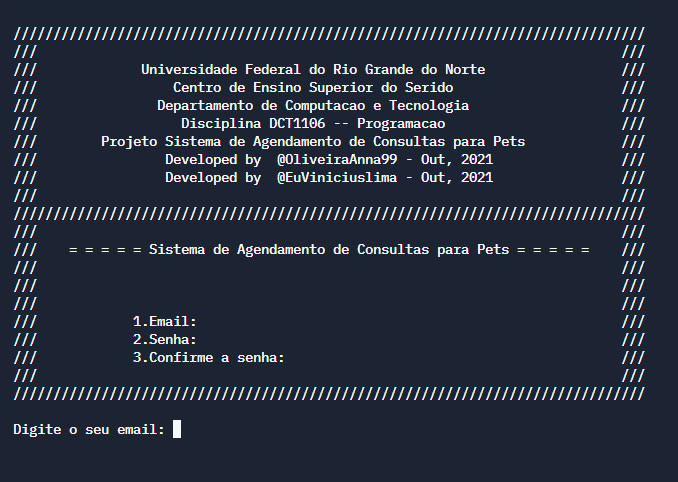 ///////////////////////////////////////////////////////////////////////////////
/// ///
/// Universidade Federal do Rio Grande do Norte ///
/// Centro de Ensino Superior do Serido ///
/// Departamento de Computacao e Tecnologia ///
/// Disciplina DCT1106 -- Programacao ///
/// Projeto Sistema de Agendamento de Consultas para Pets ///
/// Developed by @OliveiraAnna99 - Out, 2021 ///
/// Developed by @EuViniciuslima - Out, 2021 ///
/// ///
///////////////////////////////////////////////////////////////////////////////
/// ///
/// = = = = = Sistema de Agendamento de Consultas para Pets = = = = = ///
/// ///
/// ///
/// ///
/// 1.Email: ///
/// 2.Senha: ///
/// 3.Confirme a senha: ///
/// ///
///////////////////////////////////////////////////////////////////////////////
Digite o seu email: